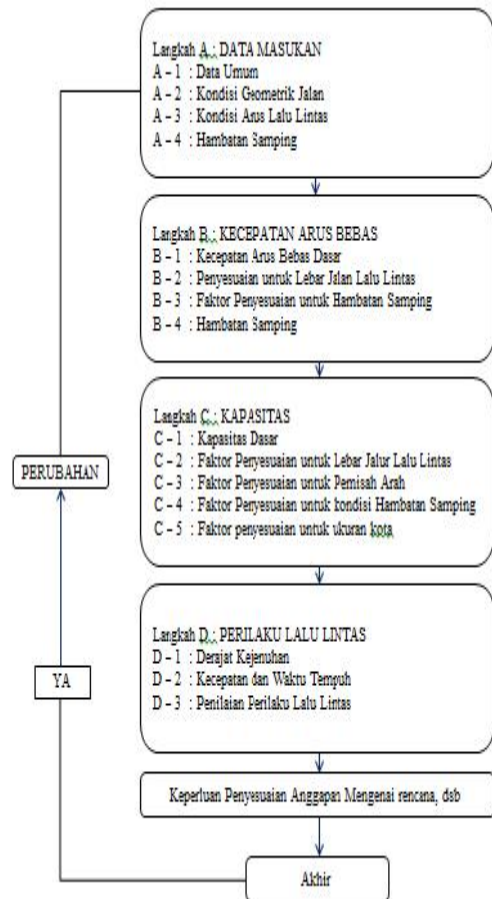 Langkah A : DATA MASUKAN
A – 1 : Data Umum
A – 2 : Kondisi Geometrik Jalan
A – 3 : Kondisi Arus Lalu Lintas
A – 4 : Hambatan Samping
Langkah B : KECEPATAN ARUS BEBAS
B – 1 : Kecepatan Arus Bebas Dasar
B – 2 : Penyesuaian untuk Lebar Jalan Lalu Lintas
B – 3 : Faktor Penyesuaian untuk Hambatan Samping
B – 4 : Hambatan Samping
Langkah C : KAPASITAS
C – 1 : Kapasitas Dasar
C – 2 : Faktor Penyesuaian untuk Lebar Jalur Lalu Lintas
C – 3 : Faktor Penyesuaian untuk Pemisah Arah
C – 4 : Faktor Penyesuaian untuk kondisi Hambatan Samping
C – 5 : Faktor penyesuaian untuk ukuran kota
PERUBAHAN
Langkah D : PERILAKU LALU LINTAS
D – 1 : Derajat Kejenuhan
D – 2 : Kecepatan dan Waktu Tempuh
D – 3 : Penilaian Perilaku Lalu Lintas
YA
Keperluan Penyesuaian Anggapan Mengenai rencana, dsb
Akhir